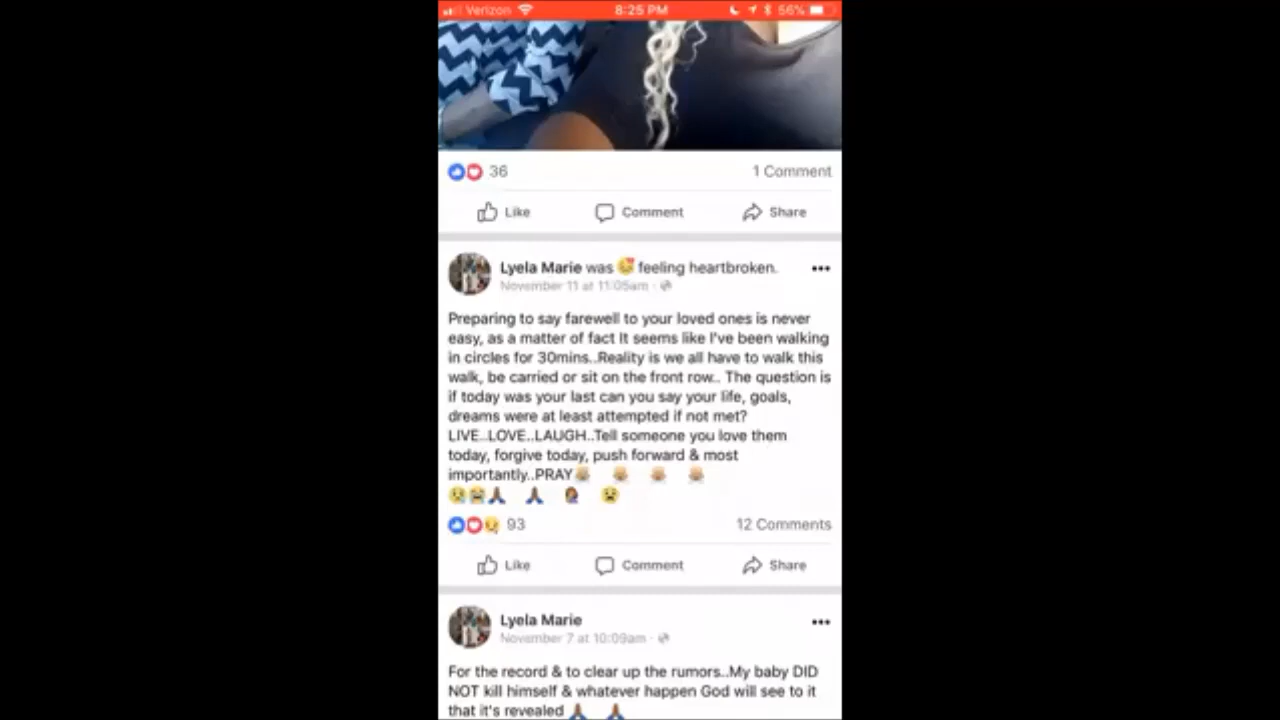 Verizon 8:25 PM 56%
36 1 Comment
Like Comment Share
Lyela Marie was feeling heartbroken.
November 11 at 11:05am
Preparing to say farewell to your loved ones is never
easy, as a matter of fact It seems like I've been walking
in circles for 30mins..Reality is we all have to walk this
walk, be carried or sit on the front row.. The question is
if today was your last can you say your life, goals,
dreams were at least attempted if not met?
LIVE..LOVE..LAUGH..Tell someone you love them
today, forgive today, push forward & most
importantly..PRAY
93 12 Comments
Like Comment Share
Lyela Marie
November 7 at 10:09am
For the record & to clear up the rumors..My baby DID
NOT kill himself & whatever happen God will see to it
that it's revealed